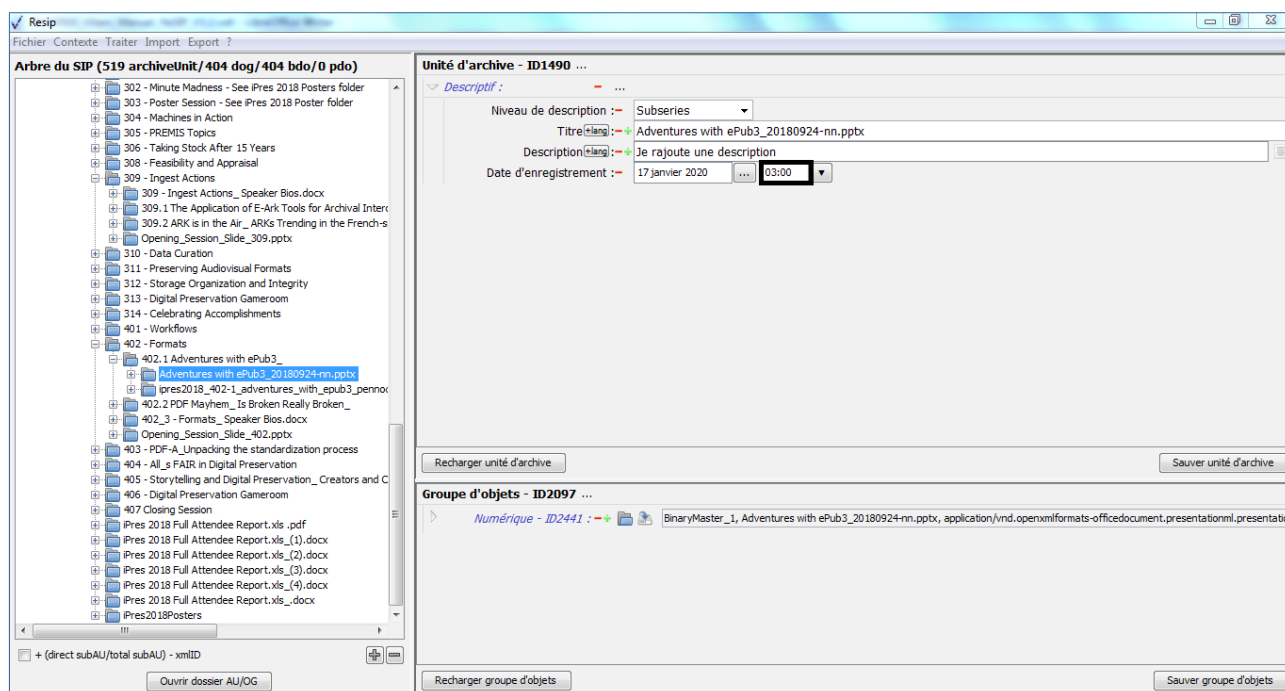 Resip
Fichier Contexte Traiter Import Export ?
Arbre du SIP (519 archiveUnit/404 dog/404 bdo/0 pdo)
302 - Minute Madness - See iPres 2018 Posters folder
303 - Poster Session - See iPres 2018 Poster folder
304 - Machines in Action
305 - PREMIS Topics
306 - Taking Stock After 15 Years
308 - Feasibility and Appraisal
309 - Ingest Actions
309 - Ingest Actions_ Speaker Bios.docx
309.1 The Application of E-Ark Tools for Archival Interc
309.2 ARK is in the Air_ ARKs Trending in the French-s
Opening_Session_Slide_309.pptx
310 - Data Curation
311 - Preserving Audiovisual Formats
312 - Storage Organization and Integrity
313 - Digital Preservation Gameroom
314 - Celebrating Accomplishments
401 - Workflows
402 - Formats
402.1 Adventures with ePub3_
Adventures with ePub3_20180924-nn.pptx
ipres2018_402-1_adventures_with_epub3_pennoc
402.2 PDF Mayhem_ Is Broken Really Broken_
402_3 - Formats_ Speaker Bios.docx
Opening_Session_Slide_402.pptx
403 - PDF-A_Unpacking the standardization process
404 - All_s FAIR in Digital Preservation
405 - Storytelling and Digital Preservation_ Creators and C
406 - Digital Preservation Gameroom
407 Closing Session
iPres 2018 Full Attendee Report.xls .pdf
iPres 2018 Full Attendee Report.xls_(1).docx
iPres 2018 Full Attendee Report.xls_(2).docx
iPres 2018 Full Attendee Report.xls_(3).docx
iPres 2018 Full Attendee Report.xls_(4).docx
iPres 2018 Full Attendee Report.xls_.docx
iPres2018Posters
+ (direct subAU/total subAU) - xmlID
Ouvrir dossier AU/OG
Unité d'archive - ID1490 ...
Descriptif : - ...
Niveau de description :- Subseries
Titre +lang :-+ Adventures with ePub3_20180924-nn.pptx
Description +lang :-+ Je rajoute une description
Date d'enregistrement :- 17 janvier 2020 ... 03:00
Recharger unité d'archive Sauver unité d'archive
Groupe d'objets - ID2097 ...
Numérique - ID2441 : -+ BinaryMaster_1, Adventures with ePub3_20180924-nn.pptx, application/vnd.openxmlformats-officedocument.presentationml.presentati
Recharger groupe d'objets Sauver groupe d'objets